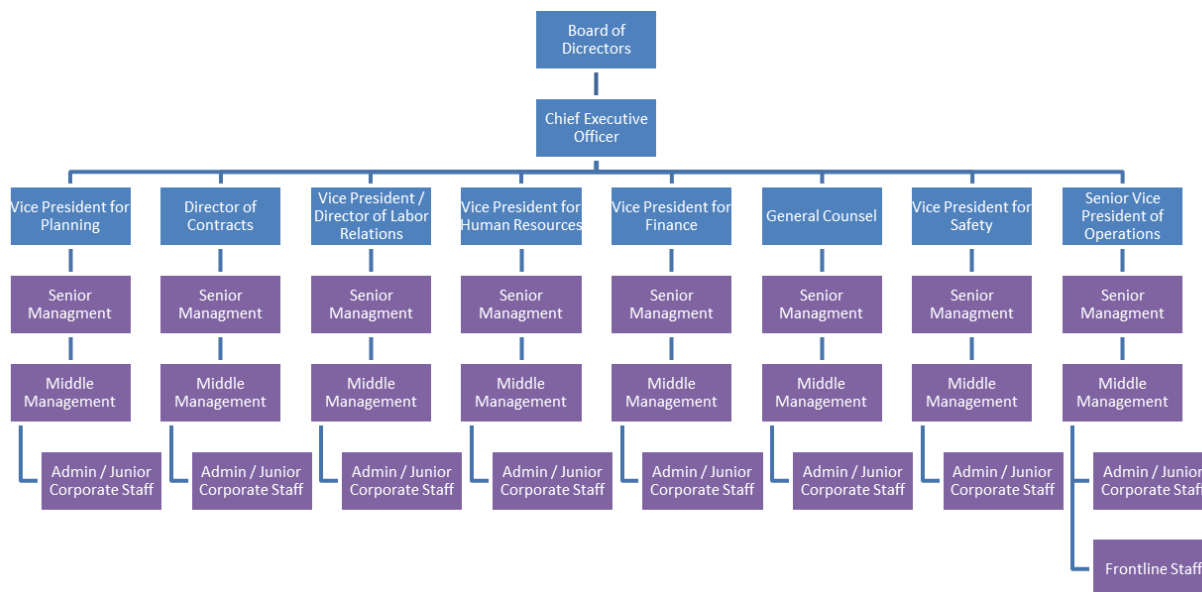 Board of
Dicrectors
Chief Executive
Officer
Vice President for
Planning
Director of
Contracts
Vice President /
Director of Labor
Relations
Vice President for
Human Resources
Vice President for
Finance
General Counsel
Vice President for
Safety
Senior Vice
President of
Operations
Senior
Managment
Senior
Managment
Senior
Managment
Senior
Managment
Senior
Managment
Senior
Managment
Senior
Managment
Senior
Managment
Middle
Management
Middle
Management
Middle
Management
Middle
Management
Middle
Management
Middle
Management
Middle
Management
Middle
Management
Admin / Junior
Corporate Staff
Admin / Junior
Corporate Staff
Admin / Junior
Corporate Staff
Admin / Junior
Corporate Staff
Admin / Junior
Corporate Staff
Admin / Junior
Corporate Staff
Admin / Junior
Corporate Staff
Admin / Junior
Corporate Staff
Frontline Staff